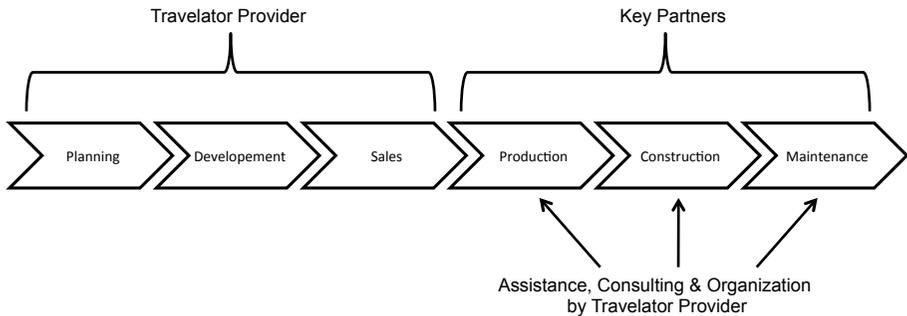 Travelator Provider
Key Partners
Planning
Developement
Sales
Production
Construction
Maintenance
Assistance, Consulting & Organization
by Travelator Provider